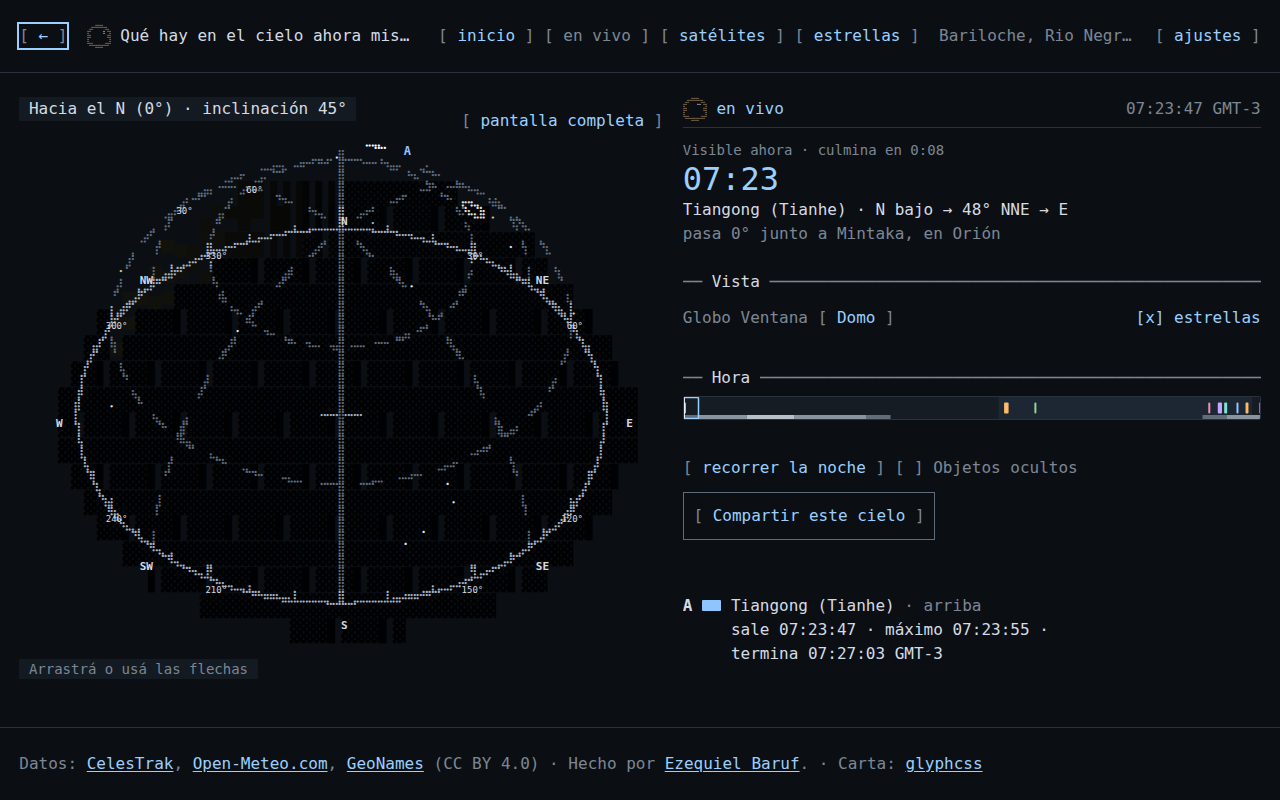 [ ← ] Qué hay en el cielo ahora mis… [ inicio ] [ en vivo ] [ satélites ] [ estrellas ] Bariloche, Rio Negr… [ ajustes ]
Hacia el N (0°) · inclinación 45°
[ pantalla completa ]
A
60°
30°
N
330°
30°
NW
NE
300°
60°
W
E
240°
120°
SW
SE
210°
150°
S
Arrastrá o usá las flechas
en vivo 07:23:47 GMT-3
Visible ahora · culmina en 0:08
07:23
Tiangong (Tianhe) · N bajo → 48° NNE → E
pasa 0° junto a Mintaka, en Orión
Vista
Globo Ventana [ Domo ] [x] estrellas
Hora
[ recorrer la noche ] [ ] Objetos ocultos
[ Compartir este cielo ]
A Tiangong (Tianhe) · arriba
sale 07:23:47 · máximo 07:23:55 ·
termina 07:27:03 GMT-3
Datos: CelesTrak, Open-Meteo.com, GeoNames (CC BY 4.0) · Hecho por Ezequiel Baruf. · Carta: glyphcss